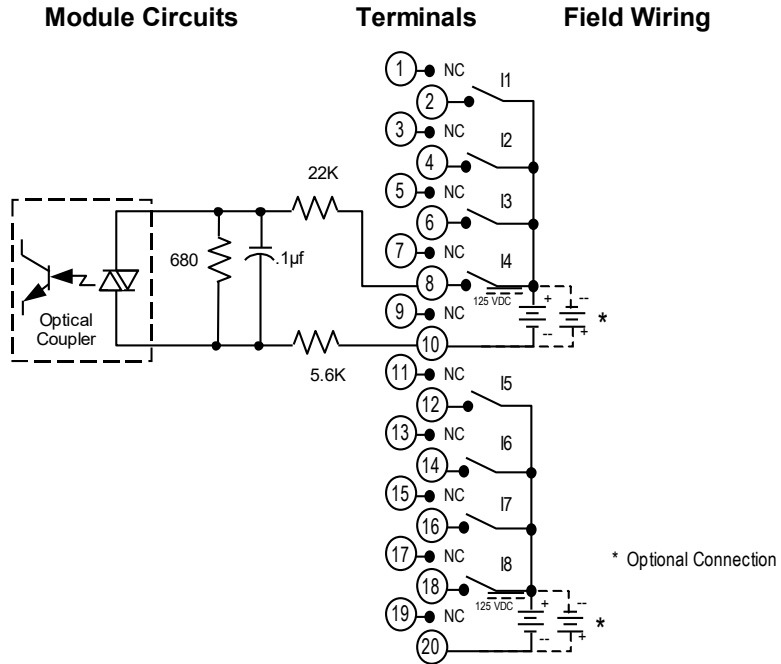 Module Circuits Terminals Field Wiring
1 NC
I1
2
3 NC
I2
4
22K
5 NC
I3
6
7 NC
680 .1µf
I4
8
125 VDC
+ --
9 NC
*
Optical
Coupler
10
-- +
5.6K
11 NC
I5
12
13 NC
I6
14
15 NC
I7
16
17 NC
* Optional Connection
I8
18
125 VDC
+ --
19 NC
*
-- +
20